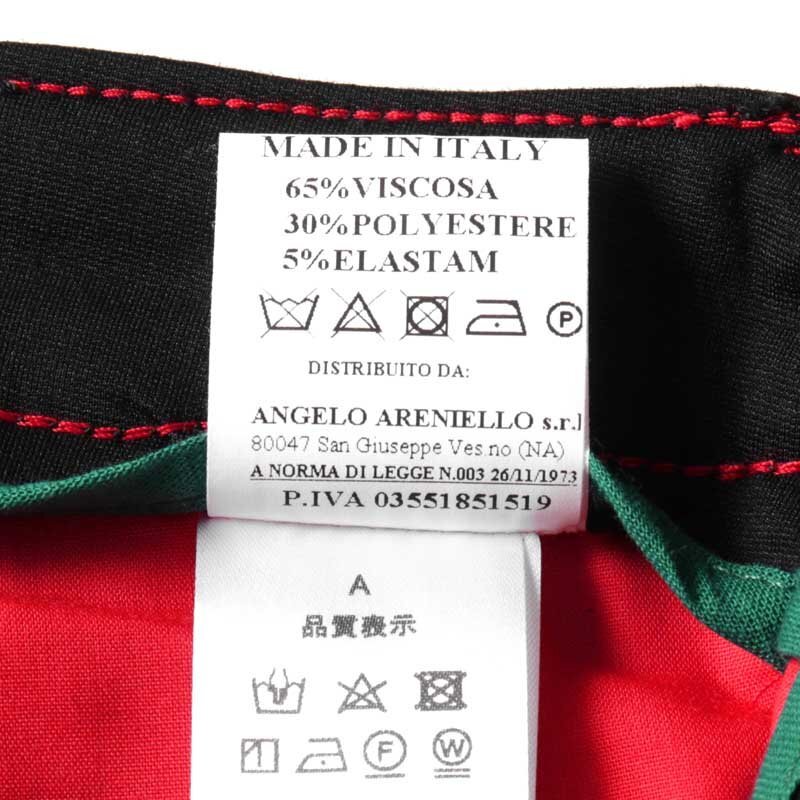 MADE IN ITALY
65%VISCOSA
30%POLYESTERE
5%ELASTAM
P
DISTRIBUITO DA:
ANGELO ARENIELLO s.r.l
80047 San Giuseppe Ves.no (NA)
A NORMA DI LEGGE N.003 26/11/1973
P.IVA 03551851519
A
品質表示
F W